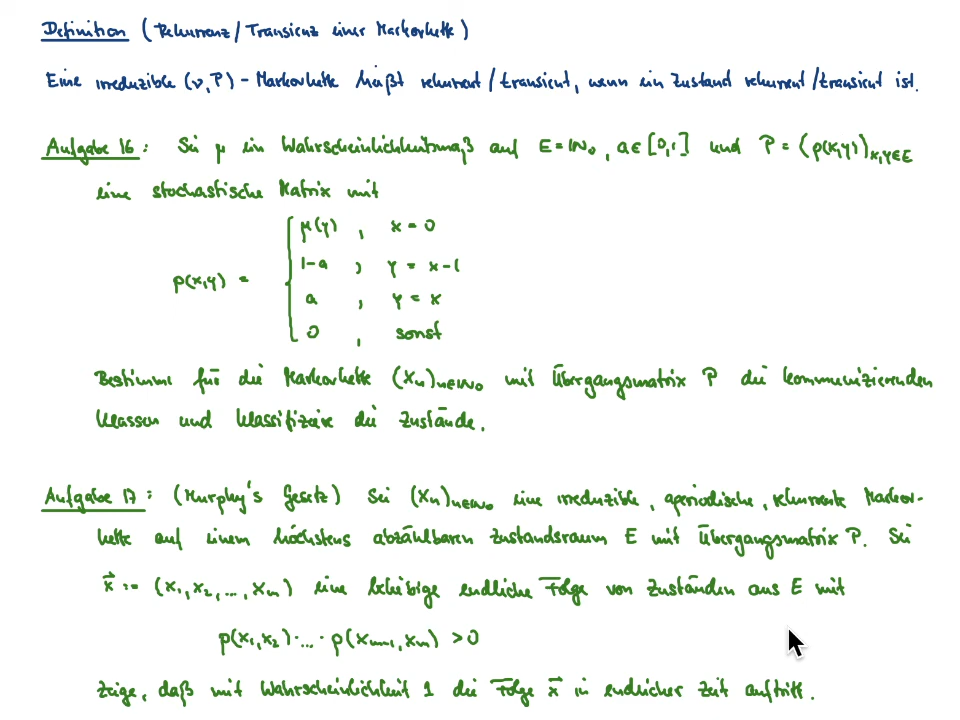 Definition (Rekurrenz/Transienz einer Markovkette)
Eine irreduzible (ν,P)-Markovkette heißt rekurrent/transient, wenn ein Zustand rekurrent/transient ist.
Aufgabe 16: Sei μ ein Wahrscheinlichkeitsmaß auf E=ℕ₀, a∈[0,1] und P=(p(x,y))x,y∈E
eine stochastische Matrix mit
μ(y), x=0
1-a, y=x-1
p(x,y) =
a, y=x
0, sonst
Bestimme für die Markovkette (Xn)n∈ℕ₀ mit Übergangsmatrix P die kommunizierenden
Klassen und klassifiziere die Zustände.
Aufgabe 17: (Murphy's Gesetz) Sei (Xn)n∈ℕ₀ eine irreduzible, aperiodische, rekurrente Markov-
kette auf einem höchstens abzählbaren Zustandsraum E mit Übergangsmatrix P. Sei
x⃗ := (x₁,x₂,...,xm) eine beliebige endliche Folge von Zuständen aus E mit
p(x₁,x₂)·...·p(xm-1,xm) >0
Zeige, daß mit Wahrscheinlichkeit 1 die Folge x⃗ in endlicher Zeit auftritt.